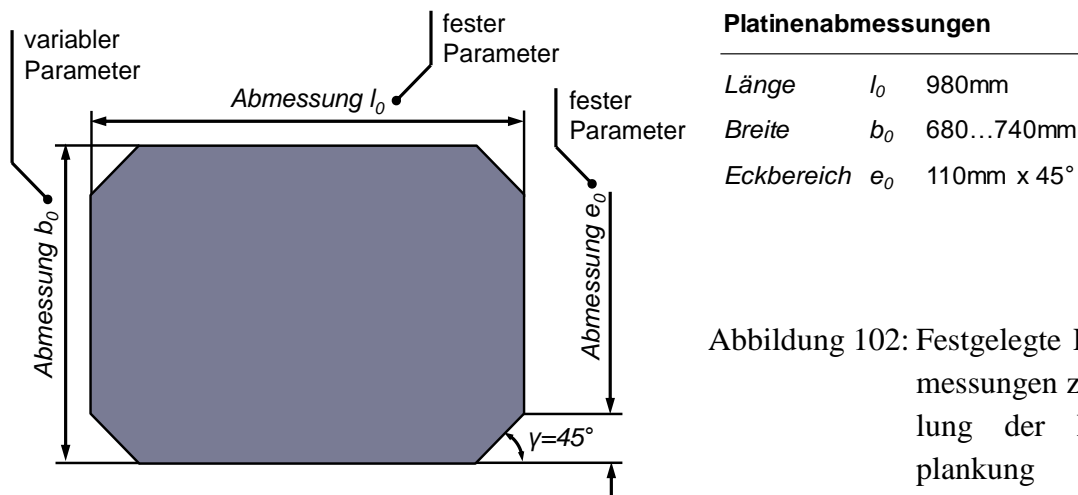 variabler
Parameter
fester
Parameter
Abmessung l₀
fester
Parameter
Abmessung b₀
Abmessung e₀
γ=45°
Platinenabmessungen
Länge l₀ 980mm
Breite b₀ 680…740mm
Eckbereich e₀ 110mm x 45°
Abbildung 102: Festgelegte
messungen
lung der
plankung